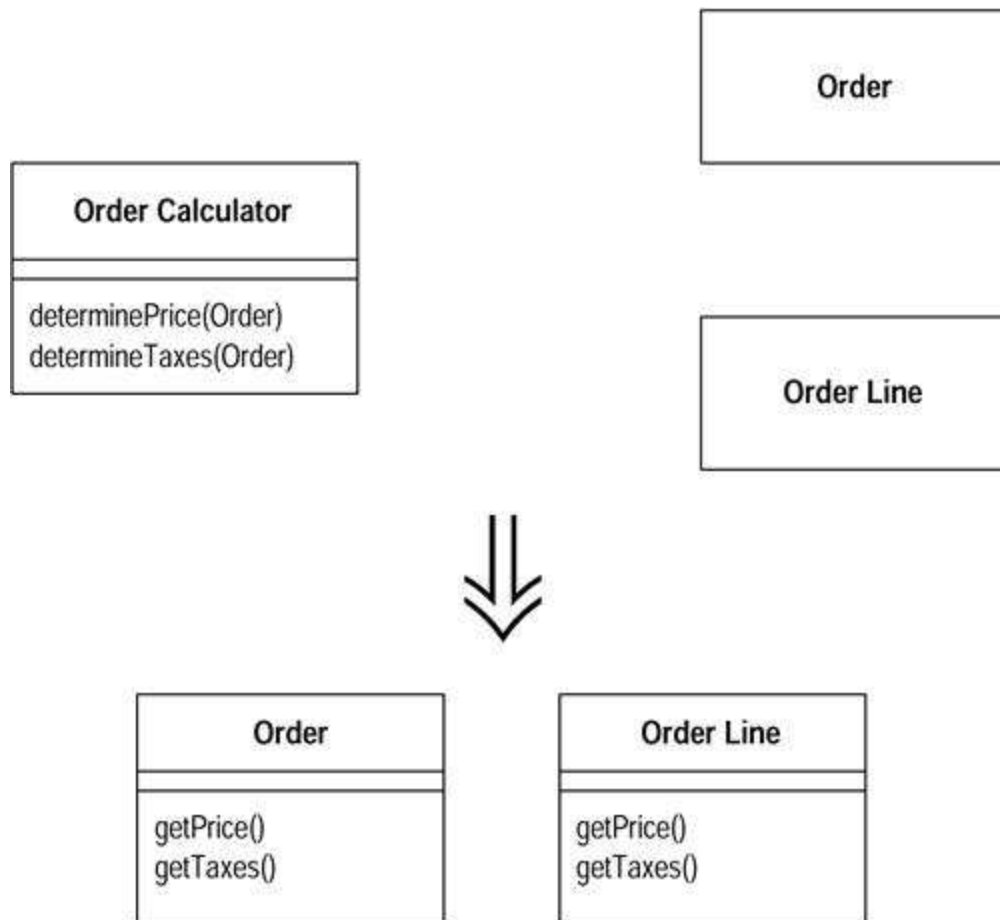 Order
Order Calculator
determinePrice(Order)
determineTaxes(Order)
Order Line
Order
getPrice()
getTaxes()
Order Line
getPrice()
getTaxes()